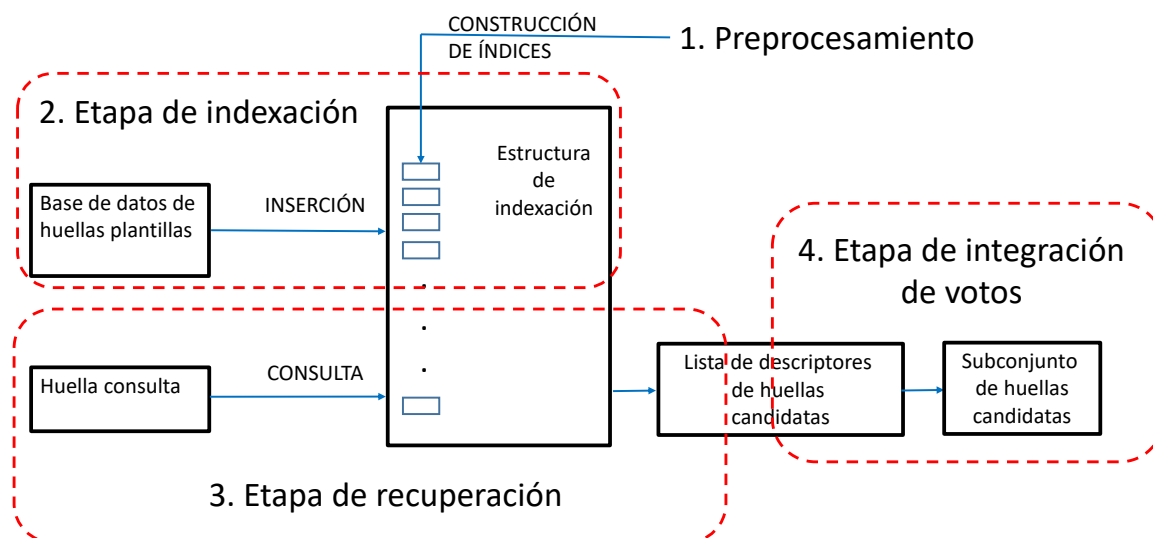 CONSTRUCCIÓN
DE ÍNDICES
1. Preprocesamiento
2. Etapa de indexación
Estructura
de
indexación
Base de datos de
huellas plantillas
INSERCIÓN
4. Etapa de integración
de votos
Huella consulta
CONSULTA
Lista de descriptores
de huellas
candidatas
Subconjunto
de huellas
candidatas
3. Etapa de recuperación